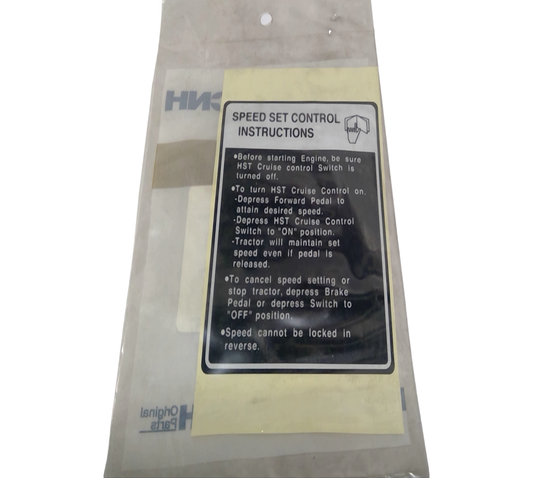 CNH
SPEED SET CONTROL
INSTRUCTIONS
•Before starting Engine, be sure
HST Cruise control Switch is
turned off.
•To turn HST Cruise Control on.
-Depress Forward Pedal to
attain desired speed.
-Depress HST Cruise Control
Switch to "ON" position.
-Tractor will maintain set
speed even if pedal is
released.
•To cancel speed setting or
stop tractor, depress Brake
Pedal or depress Switch to
"OFF" position.
•Speed cannot be locked in
reverse.
Original
Parts